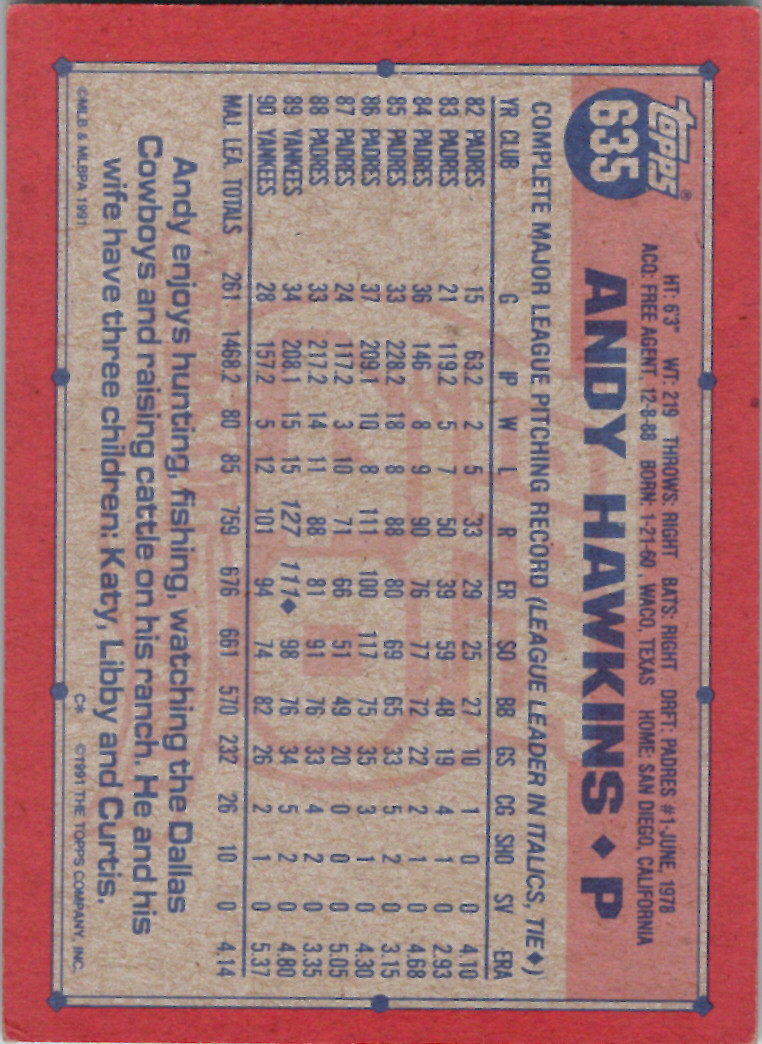 topps®
635
HT: 6'3" WT: 219 THROWS: RIGHT BATS: RIGHT DRFT: PADRES #1-JUNE, 1978
ACQ: FREE AGENT, 12-8-88 BORN: 1-21-60, WACO, TEXAS HOME: SAN DIEGO, CALIFORNIA
ANDY HAWKINS ♦ P
COMPLETE MAJOR LEAGUE PITCHING RECORD (LEAGUE LEADER IN ITALICS, TIE♦)
YR CLUB G IP W L R ER SO BB GS CG SHO SV ERA
82 PADRES 15 63.2 2 5 33 29 25 27 10 1 0 0 4.10
83 PADRES 21 119.2 5 7 50 39 59 48 19 4 1 0 2.93
84 PADRES 36 146 8 9 90 76 77 72 22 2 1 0 4.68
85 PADRES 33 228.2 18 8 88 80 69 65 33 5 2 0 3.15
86 PADRES 37 209.1 10 8 111 100 117 75 35 3 1 0 4.30
87 PADRES 24 117.2 3 10 71 66 51 49 20 0 0 0 5.05
88 PADRES 33 217.2 14 11 88 81 91 76 33 4 2 0 3.35
89 YANKEES 34 208.1 15 15 127 111♦ 98 76 34 5 2 0 4.80
90 YANKEES 28 157.2 5 12 101 94 74 82 26 2 1 0 5.37
MAJ. LEA. TOTALS 261 1468.2 80 85 759 676 661 570 232 26 10 0 4.14
Andy enjoys hunting, fishing, watching the Dallas
Cowboys and raising cattle on his ranch. He and his
wife have three children: Katy, Libby and Curtis.
©MLB & MLBPA 1991 C* ©1991 THE TOPPS COMPANY, INC.